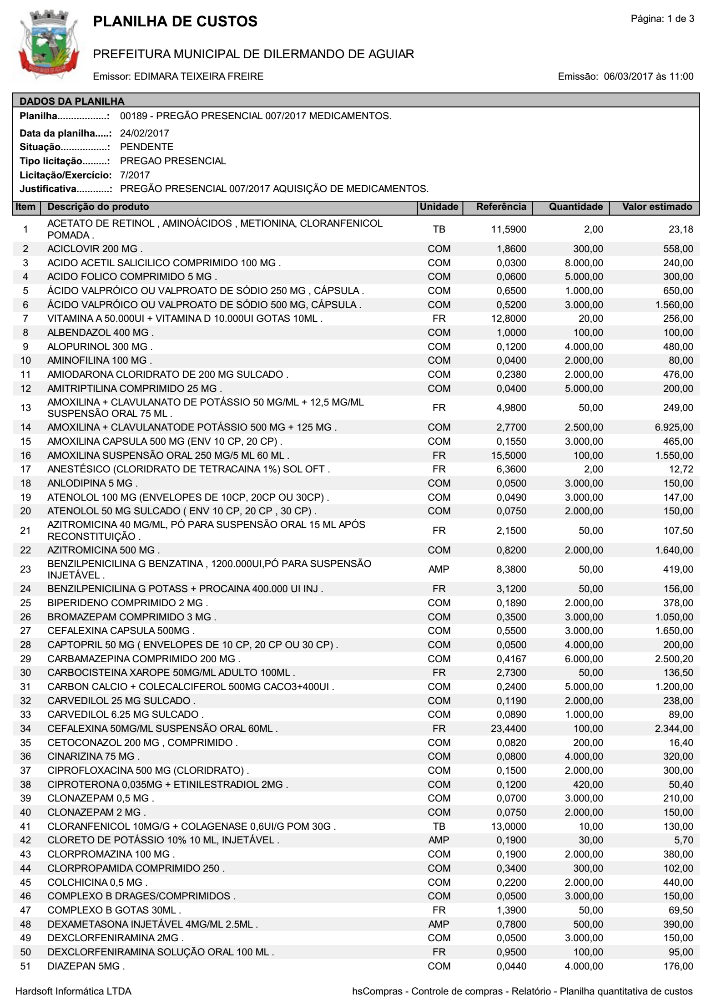 PLANILHA DE CUSTOS
Página: 1 de 3
PREFEITURA MUNICIPAL DE DILERMANDO DE AGUIAR
Emissor: EDIMARA TEIXEIRA FREIRE
Emissão: 06/03/2017 às 11:00
DADOS DA PLANILHA
Planilha..................: 00189 - PREGÃO PRESENCIAL 007/2017 MEDICAMENTOS.
Data da planilha.....: 24/02/2017
Situação.................: PENDENTE
Tipo licitação.........: PREGAO PRESENCIAL
Licitação/Exercício: 7/2017
Justificativa............: PREGÃO PRESENCIAL 007/2017 AQUISIÇÃO DE MEDICAMENTOS.
Item Descrição do produto Unidade Referência Quantidade Valor estimado
1 ACETATO DE RETINOL , AMINOÁCIDOS , METIONINA, CLORANFENICOL
POMADA . TB 11,5900 2,00 23,18
2 ACICLOVIR 200 MG . COM 1,8600 300,00 558,00
3 ACIDO ACETIL SALICILICO COMPRIMIDO 100 MG . COM 0,0300 8.000,00 240,00
4 ACIDO FOLICO COMPRIMIDO 5 MG . COM 0,0600 5.000,00 300,00
5 ÁCIDO VALPRÓICO OU VALPROATO DE SÓDIO 250 MG , CÁPSULA . COM 0,6500 1.000,00 650,00
6 ÁCIDO VALPRÓICO OU VALPROATO DE SÓDIO 500 MG, CÁPSULA . COM 0,5200 3.000,00 1.560,00
7 VITAMINA A 50.000UI + VITAMINA D 10.000UI GOTAS 10ML . FR 12,8000 20,00 256,00
8 ALBENDAZOL 400 MG . COM 1,0000 100,00 100,00
9 ALOPURINOL 300 MG . COM 0,1200 4.000,00 480,00
10 AMINOFILINA 100 MG . COM 0,0400 2.000,00 80,00
11 AMIODARONA CLORIDRATO DE 200 MG SULCADO . COM 0,2380 2.000,00 476,00
12 AMITRIPTILINA COMPRIMIDO 25 MG . COM 0,0400 5.000,00 200,00
13 AMOXILINA + CLAVULANATO DE POTÁSSIO 50 MG/ML + 12,5 MG/ML
SUSPENSÃO ORAL 75 ML . FR 4,9800 50,00 249,00
14 AMOXILINA + CLAVULANATODE POTÁSSIO 500 MG + 125 MG . COM 2,7700 2.500,00 6.925,00
15 AMOXILINA CAPSULA 500 MG (ENV 10 CP, 20 CP) . COM 0,1550 3.000,00 465,00
16 AMOXILINA SUSPENSÃO ORAL 250 MG/5 ML 60 ML . FR 15,5000 100,00 1.550,00
17 ANESTÉSICO (CLORIDRATO DE TETRACAINA 1%) SOL OFT . FR 6,3600 2,00 12,72
18 ANLODIPINA 5 MG . COM 0,0500 3.000,00 150,00
19 ATENOLOL 100 MG (ENVELOPES DE 10CP, 20CP OU 30CP) . COM 0,0490 3.000,00 147,00
20 ATENOLOL 50 MG SULCADO ( ENV 10 CP, 20 CP , 30 CP) . COM 0,0750 2.000,00 150,00
21 AZITROMICINA 40 MG/ML, PÓ PARA SUSPENSÃO ORAL 15 ML APÓS
RECONSTITUIÇÃO . FR 2,1500 50,00 107,50
22 AZITROMICINA 500 MG . COM 0,8200 2.000,00 1.640,00
23 BENZILPENICILINA G BENZATINA , 1200.000UI,PÓ PARA SUSPENSÃO
INJETÁVEL . AMP 8,3800 50,00 419,00
24 BENZILPENICILINA G POTASS + PROCAINA 400.000 UI INJ . FR 3,1200 50,00 156,00
25 BIPERIDENO COMPRIMIDO 2 MG . COM 0,1890 2.000,00 378,00
26 BROMAZEPAM COMPRIMIDO 3 MG . COM 0,3500 3.000,00 1.050,00
27 CEFALEXINA CAPSULA 500MG . COM 0,5500 3.000,00 1.650,00
28 CAPTOPRIL 50 MG ( ENVELOPES DE 10 CP, 20 CP OU 30 CP) . COM 0,0500 4.000,00 200,00
29 CARBAMAZEPINA COMPRIMIDO 200 MG . COM 0,4167 6.000,00 2.500,20
30 CARBOCISTEINA XAROPE 50MG/ML ADULTO 100ML . FR 2,7300 50,00 136,50
31 CARBON CALCIO + COLECALCIFEROL 500MG CACO3+400UI . COM 0,2400 5.000,00 1.200,00
32 CARVEDILOL 25 MG SULCADO . COM 0,1190 2.000,00 238,00
33 CARVEDILOL 6.25 MG SULCADO . COM 0,0890 1.000,00 89,00
34 CEFALEXINA 50MG/ML SUSPENSÃO ORAL 60ML . FR 23,4400 100,00 2.344,00
35 CETOCONAZOL 200 MG , COMPRIMIDO . COM 0,0820 200,00 16,40
36 CINARIZINA 75 MG . COM 0,0800 4.000,00 320,00
37 CIPROFLOXACINA 500 MG (CLORIDRATO) . COM 0,1500 2.000,00 300,00
38 CIPROTERONA 0,035MG + ETINILESTRADIOL 2MG . COM 0,1200 420,00 50,40
39 CLONAZEPAM 0,5 MG . COM 0,0700 3.000,00 210,00
40 CLONAZEPAM 2 MG . COM 0,0750 2.000,00 150,00
41 CLORANFENICOL 10MG/G + COLAGENASE 0,6UI/G POM 30G . TB 13,0000 10,00 130,00
42 CLORETO DE POTÁSSIO 10% 10 ML, INJETÁVEL . AMP 0,1900 30,00 5,70
43 CLORPROMAZINA 100 MG . COM 0,1900 2.000,00 380,00
44 CLORPROPAMIDA COMPRIMIDO 250 . COM 0,3400 300,00 102,00
45 COLCHICINA 0,5 MG . COM 0,2200 2.000,00 440,00
46 COMPLEXO B DRAGES/COMPRIMIDOS . COM 0,0500 3.000,00 150,00
47 COMPLEXO B GOTAS 30ML . FR 1,3900 50,00 69,50
48 DEXAMETASONA INJETÁVEL 4MG/ML 2.5ML . AMP 0,7800 500,00 390,00
49 DEXCLORFENIRAMINA 2MG . COM 0,0500 3.000,00 150,00
50 DEXCLORFENIRAMINA SOLUÇÃO ORAL 100 ML . FR 0,9500 100,00 95,00
51 DIAZEPAN 5MG . COM 0,0440 4.000,00 176,00
Hardsoft Informática LTDA
hsCompras - Controle de compras - Relatório - Planilha quantitativa de custos